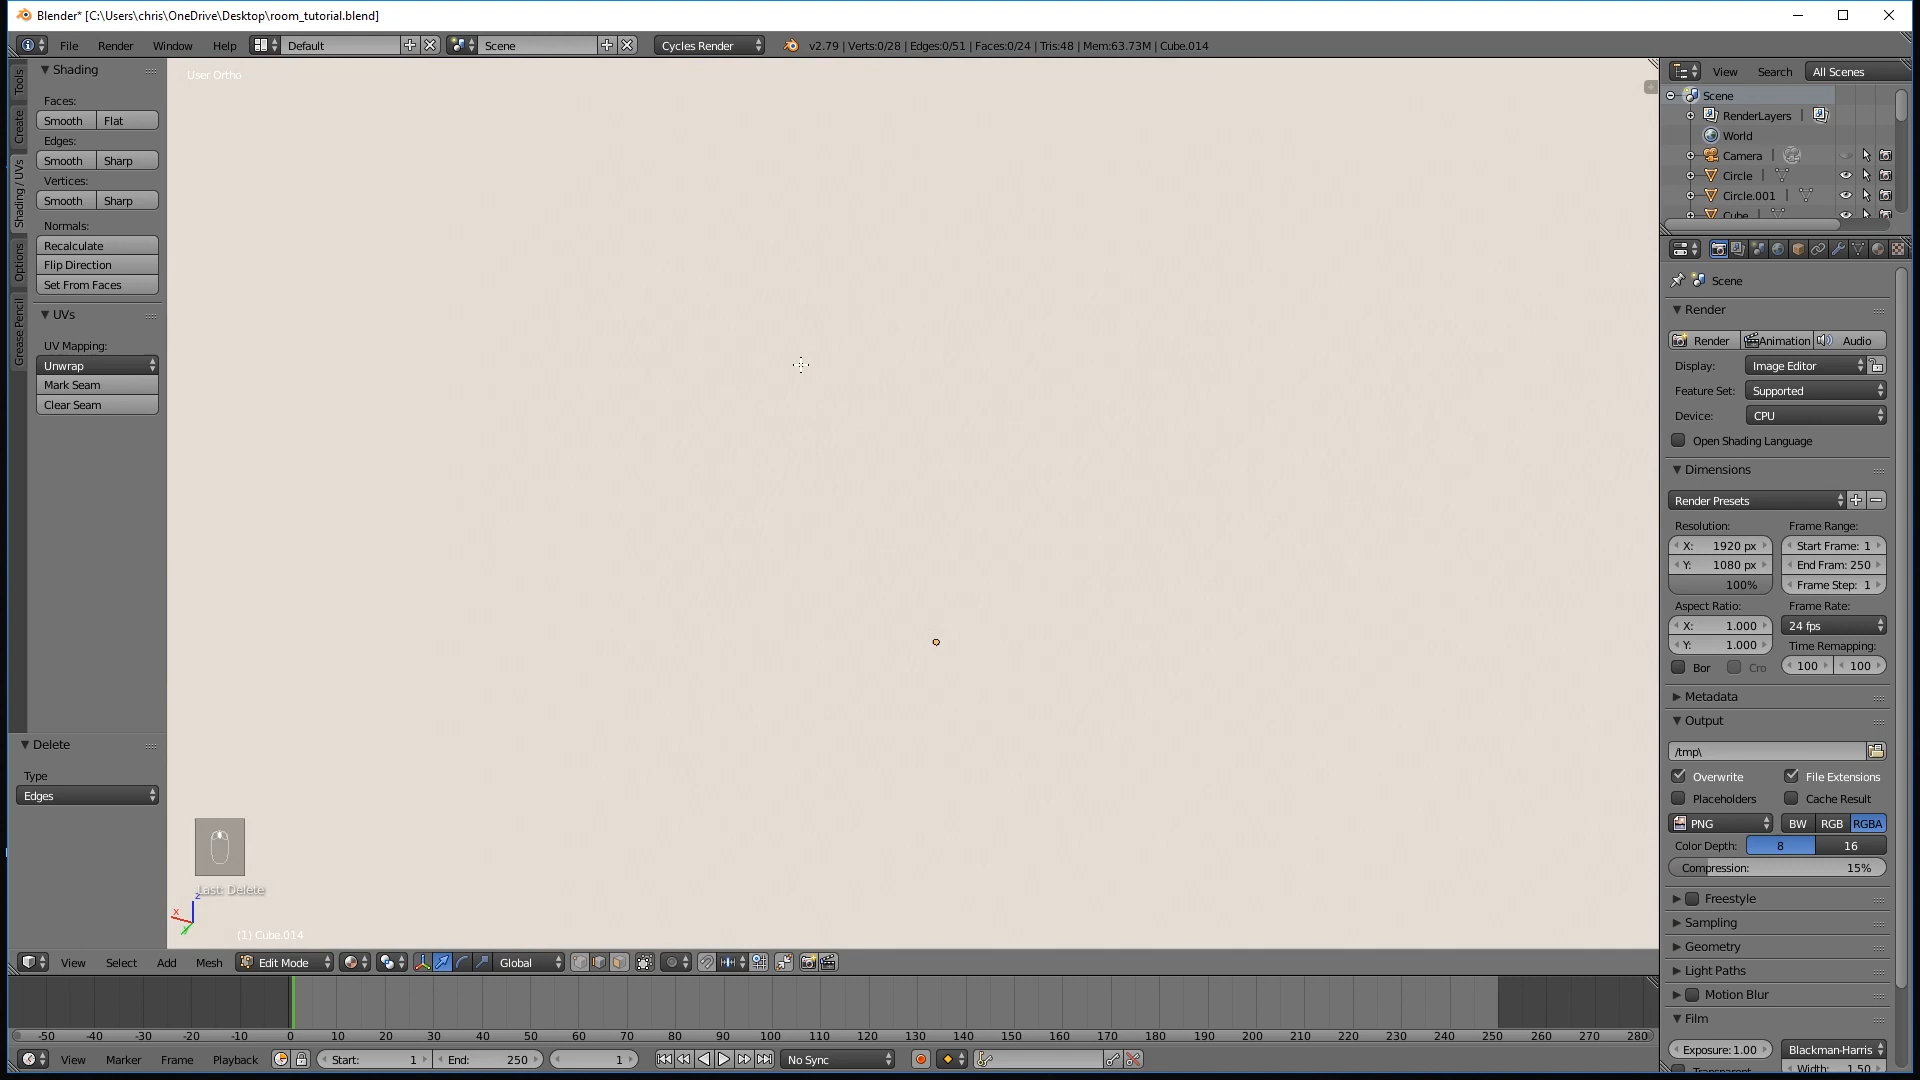 Blender* [C:\Users\chris\OneDrive\Desktop\room_tutorial.blend]
File Render Window Help Default Scene Cycles Render v2.79 | Verts:0/28 | Edges:0/51 | Faces:0/24 | Tris:48 | Mem:63.73M | Cube.014
Tools
Create
Shading / UVs
Options
Grease Pencil
Shading
Faces:
Smooth Flat
Edges:
Smooth Sharp
Vertices:
Smooth Sharp
Normals:
Recalculate
Flip Direction
Set From Faces
UVs
UV Mapping:
Unwrap
Mark Seam
Clear Seam
Delete
Type
Edges
User Ortho
Last: Delete
z
x
y
(1) Cube.014
View Select Add Mesh Edit Mode Global
-50 -40 -30 -20 -10 0 10 20 30 40 50 60 70 80 90 100 110 120 130 140 150 160 170 180 190 200 210 220 230 240 250 260 270 280
View Marker Frame Playback Start: 1 End: 250 1 No Sync
View Search All Scenes
Scene
RenderLayers
World
Camera
Circle
Circle.001
Cube
Scene
Render
Render Animation Audio
Display: Image Editor
Feature Set: Supported
Device: CPU
Open Shading Language
Dimensions
Render Presets
Resolution: Frame Range:
X: 1920 px Start Frame: 1
Y: 1080 px End Fram: 250
100% Frame Step: 1
Aspect Ratio: Frame Rate:
X: 1.000 24 fps
Y: 1.000 Time Remapping:
Bor Cro 100 100
Metadata
Output
/tmp\
Overwrite File Extensions
Placeholders Cache Result
PNG BW RGB RGBA
Color Depth: 8 16
Compression: 15%
Freestyle
Sampling
Geometry
Light Paths
Motion Blur
Film
Exposure: 1.00 Blackman-Harris
Transparent Width: 1.50